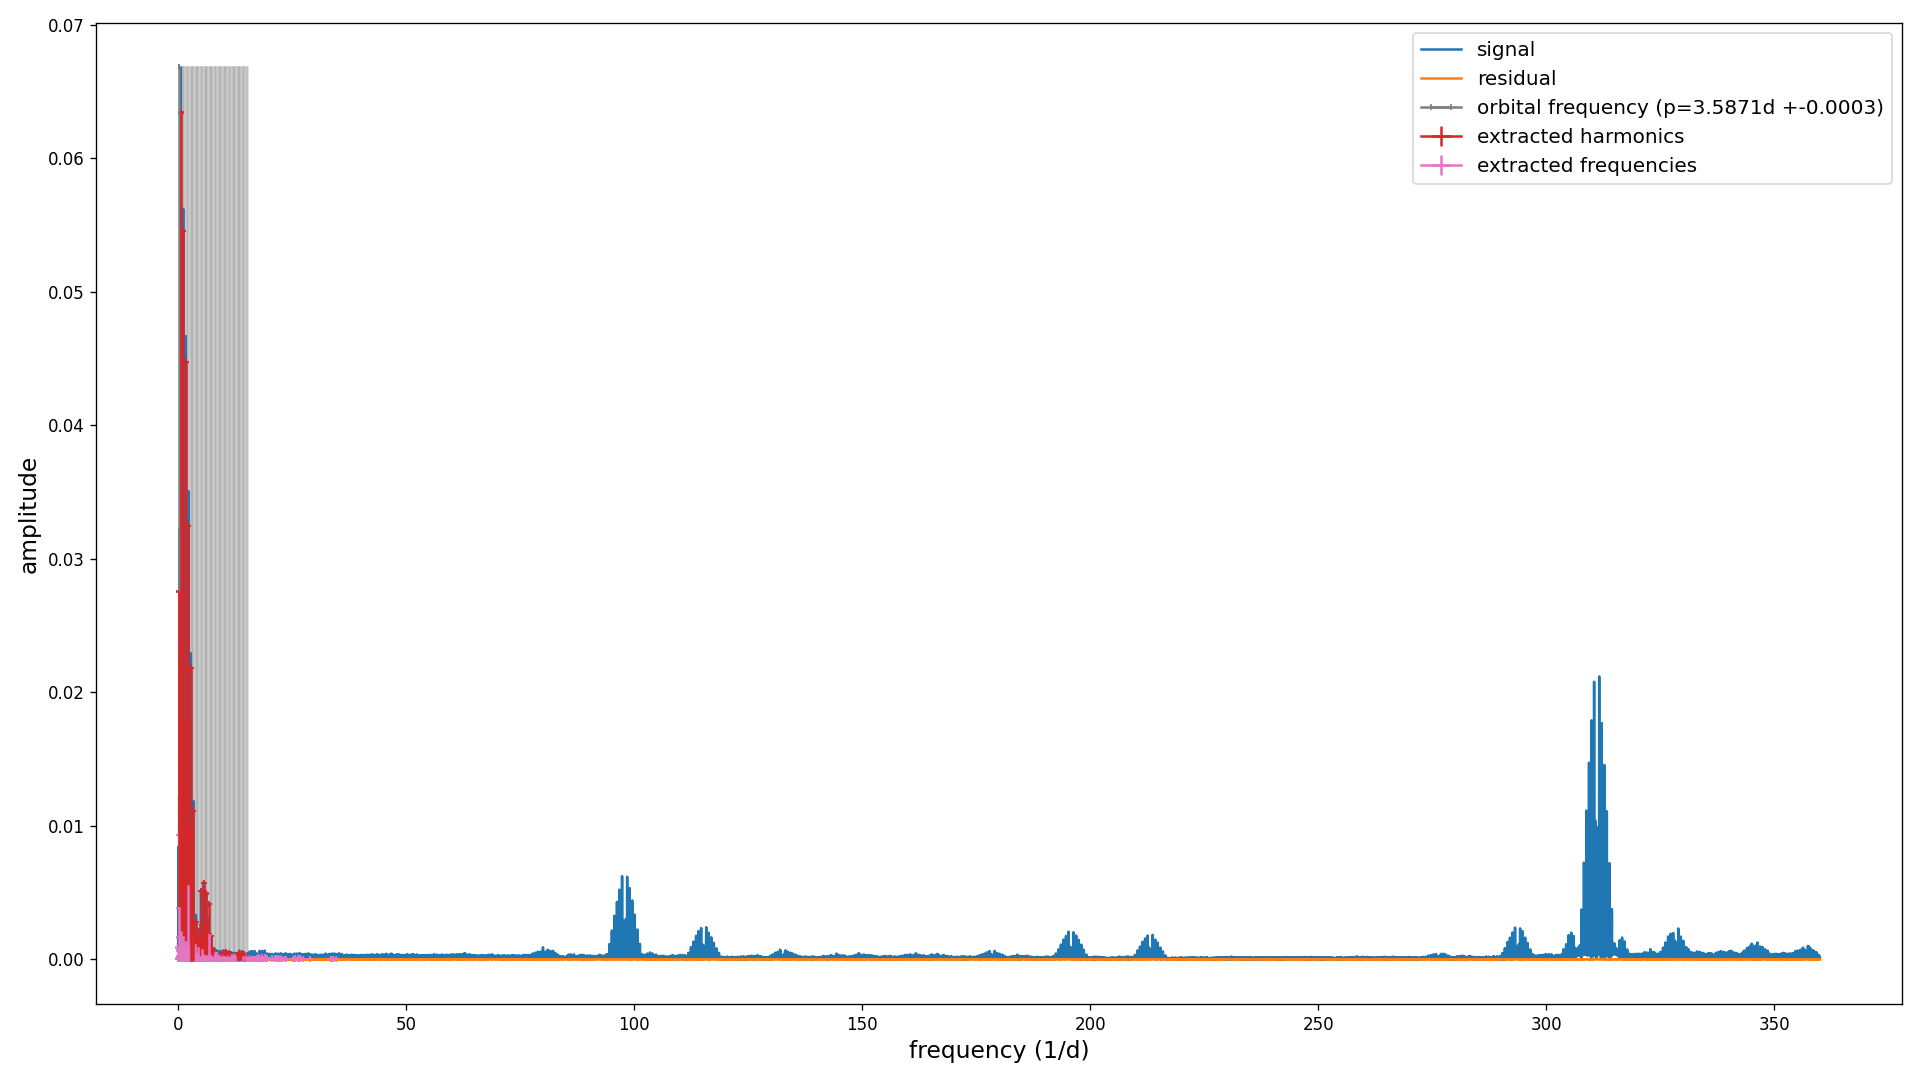 signal
residual
orbital frequency (p=3.5871d +-0.0003)
extracted harmonics
extracted frequencies
amplitude
0.07
0.06
0.05
0.04
0.03
0.02
0.01
0.00
0 50 100 150 200 250 300 350
frequency (1/d)